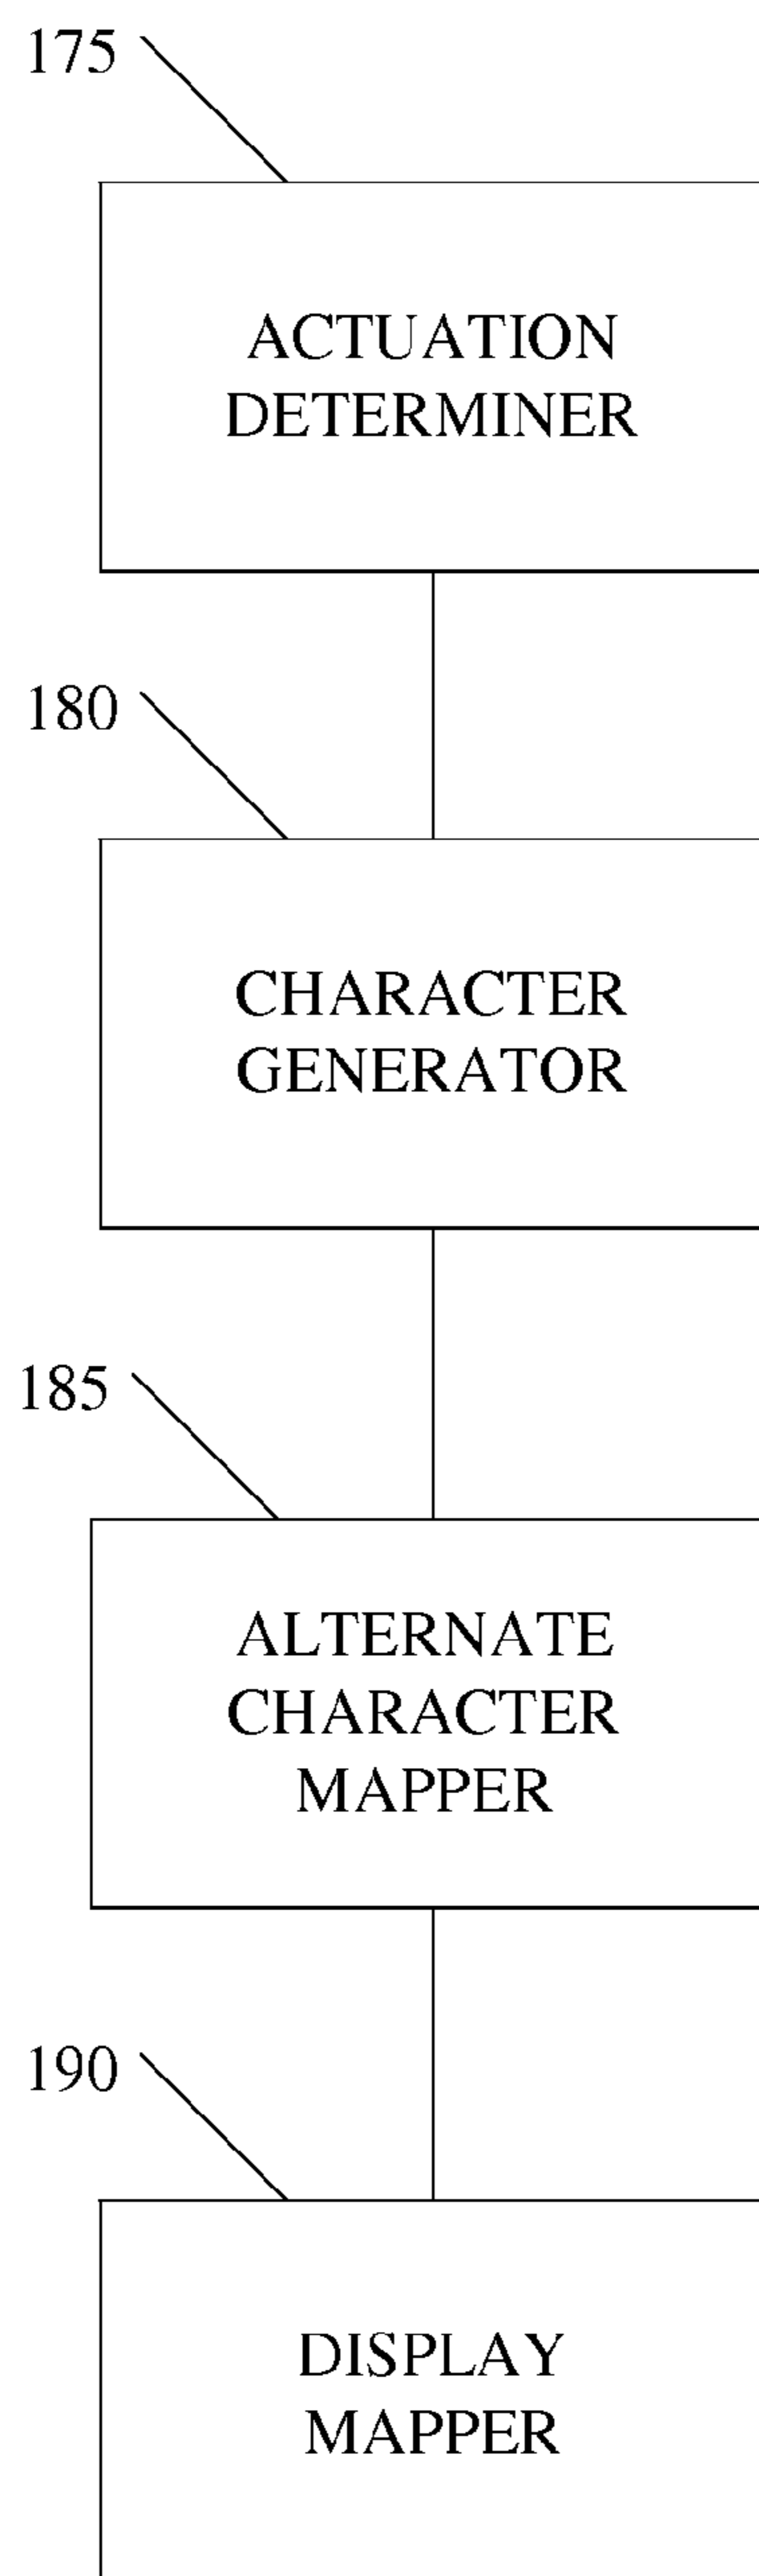 175
ACTUATION
DETERMINER
180
CHARACTER
GENERATOR
185
ALTERNATE
CHARACTER
MAPPER
190
DISPLAY
MAPPER